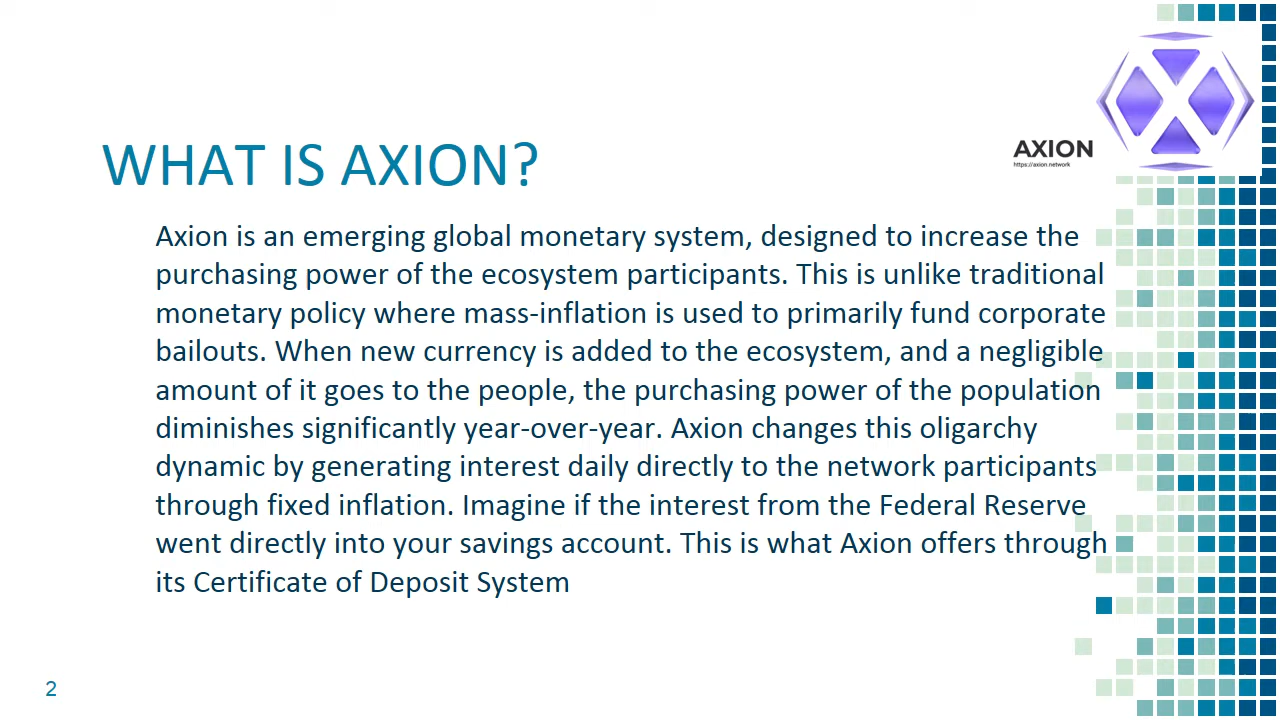 AXION
https://axion.network
WHAT IS AXION?
Axion is an emerging global monetary system, designed to increase the
purchasing power of the ecosystem participants. This is unlike traditional
monetary policy where mass-inflation is used to primarily fund corporate
bailouts. When new currency is added to the ecosystem, and a negligible
amount of it goes to the people, the purchasing power of the population
diminishes significantly year-over-year. Axion changes this oligarchy
dynamic by generating interest daily directly to the network participants
through fixed inflation. Imagine if the interest from the Federal Reserve
went directly into your savings account. This is what Axion offers through
its Certificate of Deposit System
2